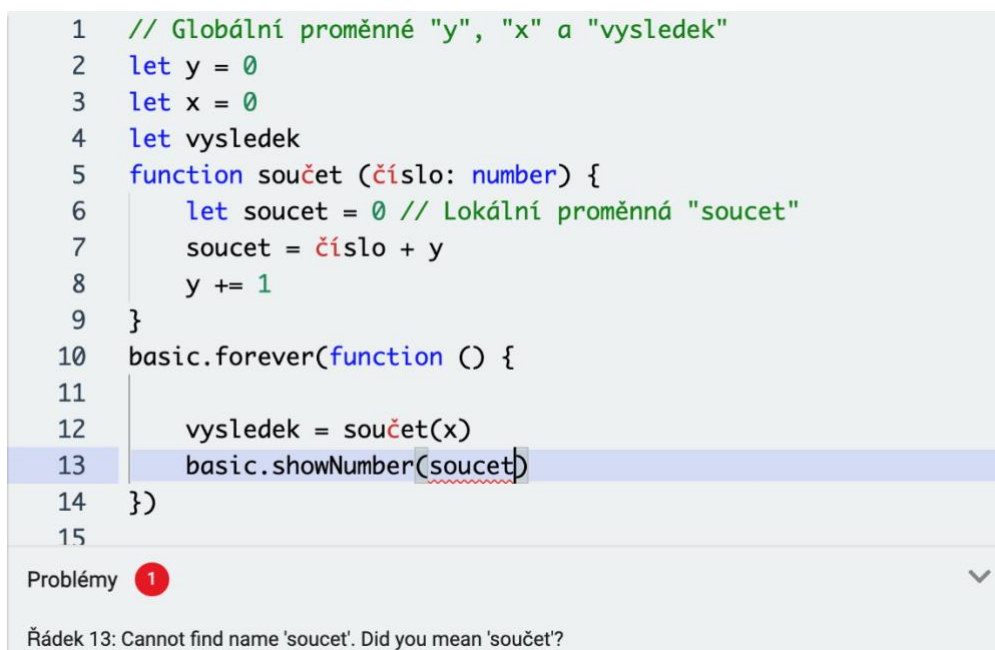 1 // Globální proměnné "y", "x" a "vysledek"
2 let y = 0
3 let x = 0
4 let vysledek
5 function součet (číslo: number) {
6 let soucet = 0 // Lokální proměnná "soucet"
7 soucet = číslo + y
8 y += 1
9 }
10 basic.forever(function () {
11
12 vysledek = součet(x)
13 basic.showNumber(soucet)
14 })
15
Problémy 1
Řádek 13: Cannot find name 'soucet'. Did you mean 'součet'?